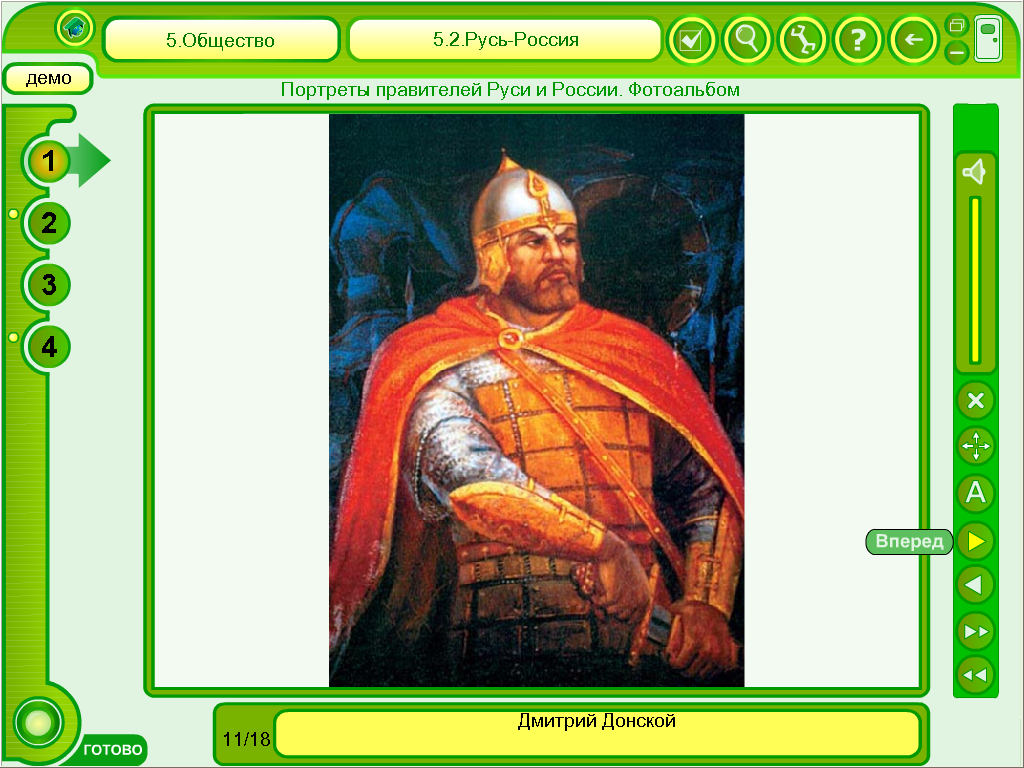 5.Общество
5.2.Русь-Россия
?
демо
Портреты правителей Руси и России. Фотоальбом
1
2
3
4
A
Вперед
готово
11/18
Дмитрий Донской